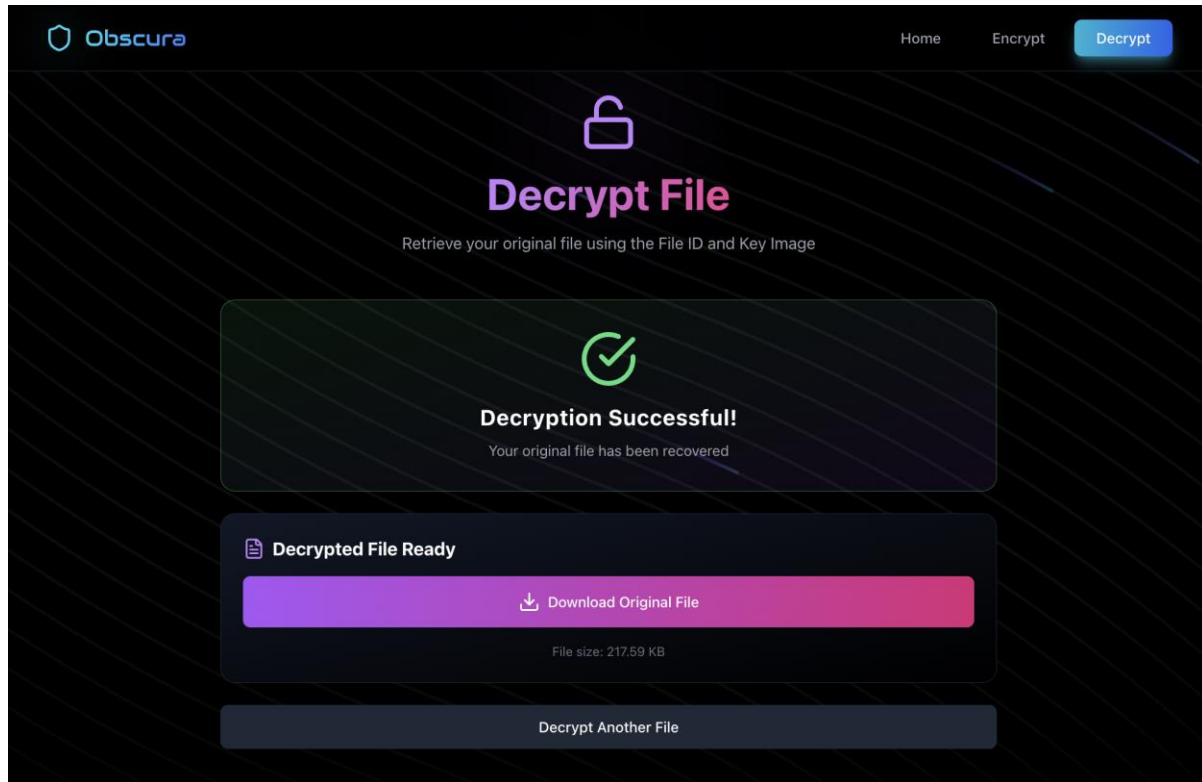 Obscura
Home
Encrypt
Decrypt
Decrypt File
Retrieve your original file using the File ID and Key Image
Decryption Successful!
Your original file has been recovered
Decrypted File Ready
Download Original File
File size: 217.59 KB
Decrypt Another File